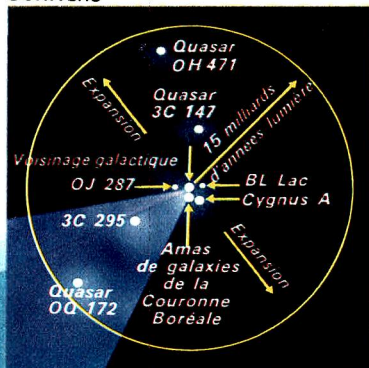 Quasar
OH 471
Expansion
Quasar
3C 147
15 milliards
d'années lumière
Voisinage galactique
OJ 287
BL Lac
Cygnus A
3C 295
Amas
de galaxies
de la
Couronne
Boréale
Expansion
Quasar
OQ 172